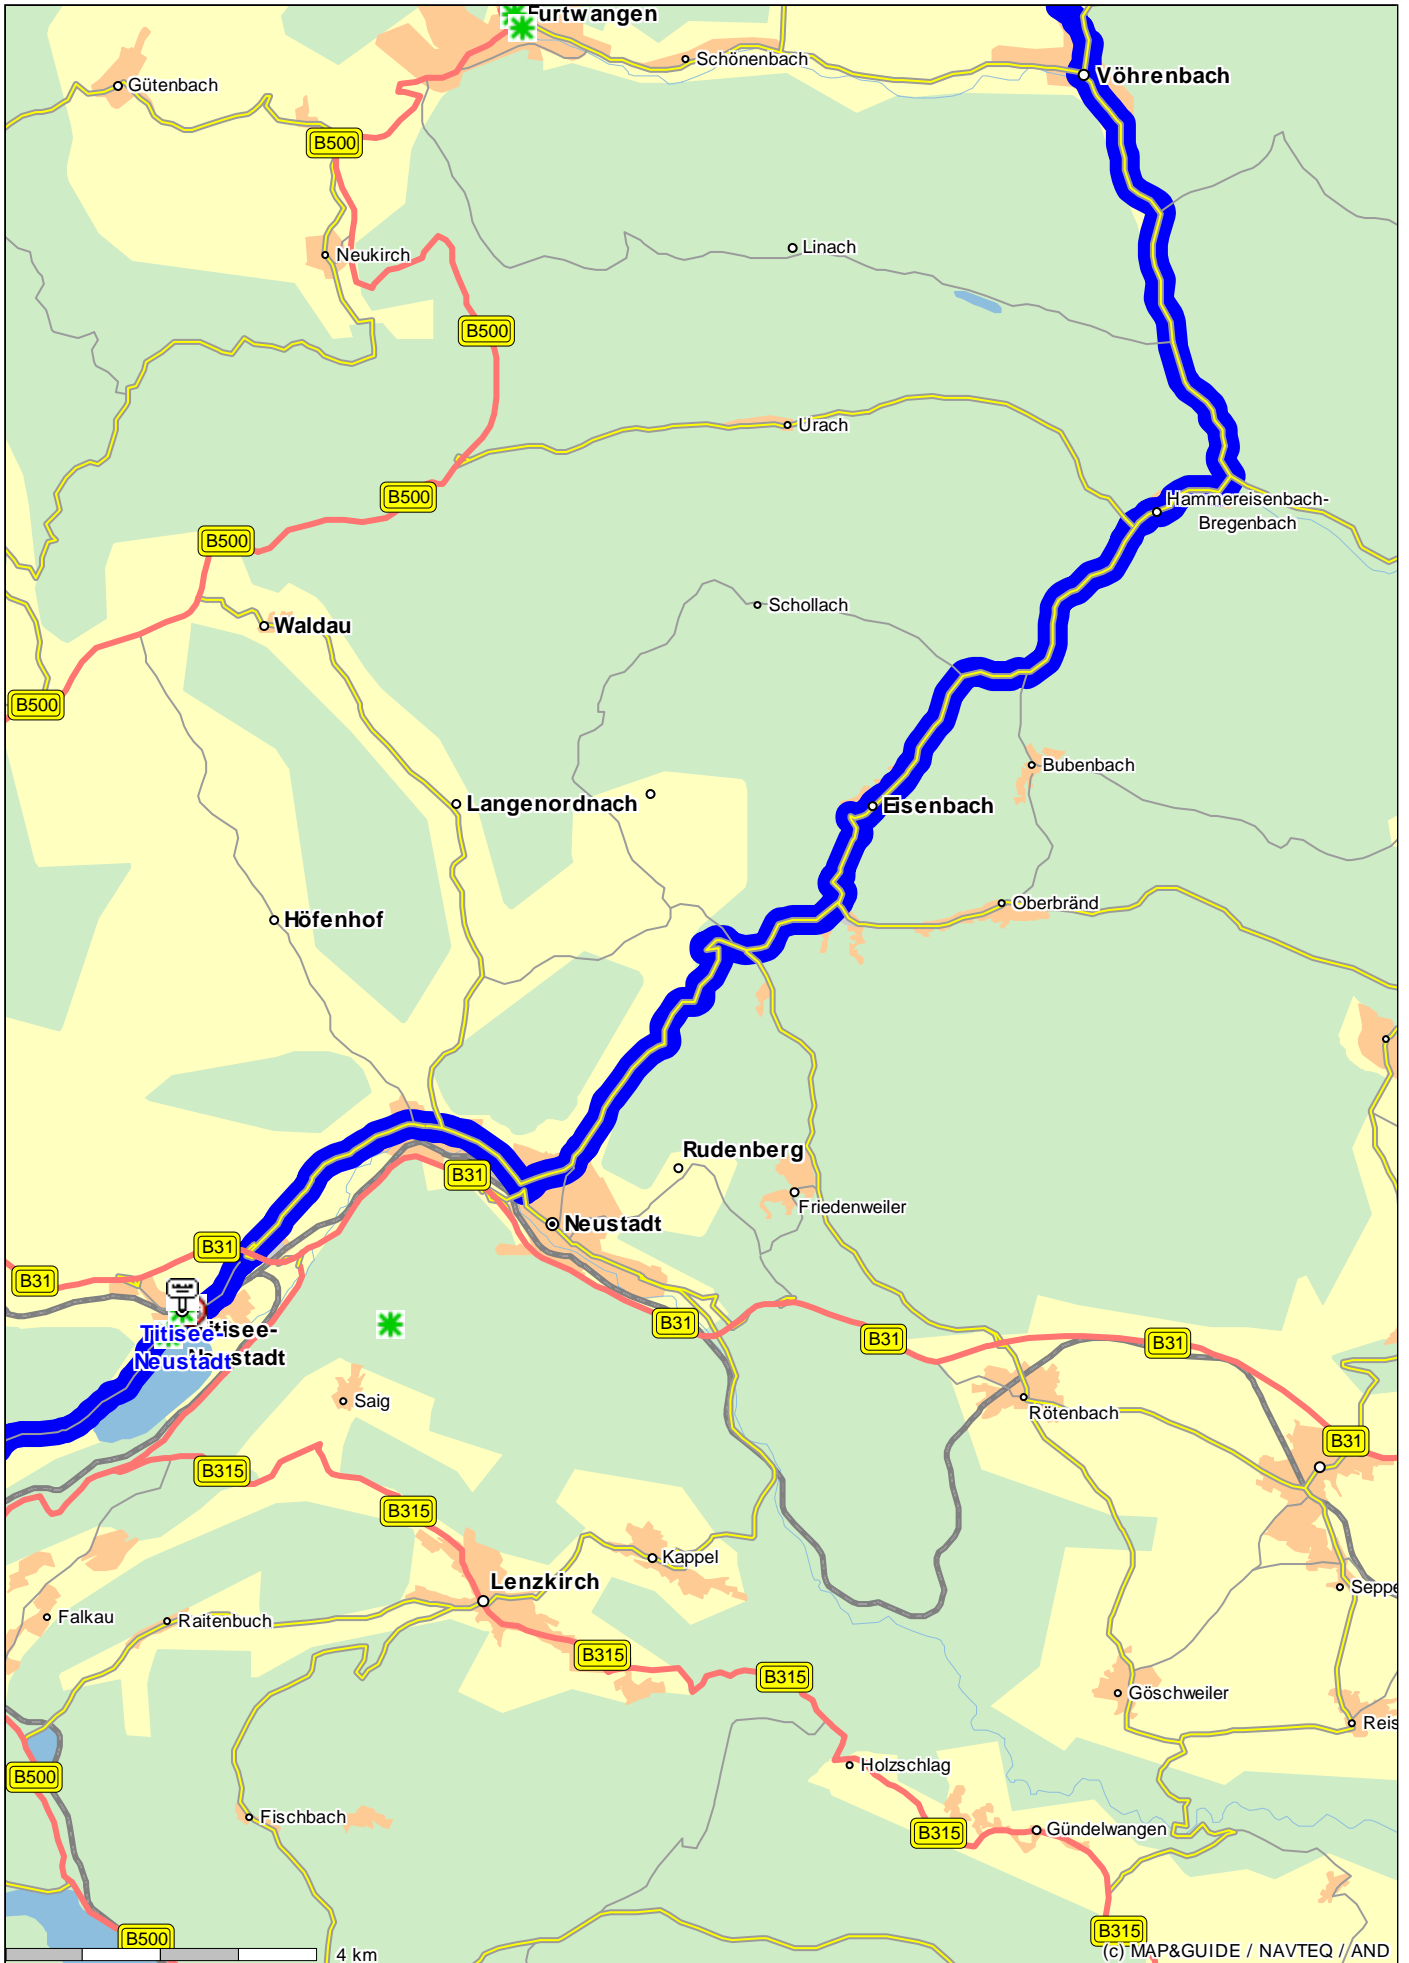 Furtwangen
Schönenbach
Vöhrenbach
Gütenbach
B500
Neukirch
Linach
B500
Urach
B500
Hammereisenbach-
Bregenbach
B500
Schollach
Waldau
B500
Bubenbach
Langenordnach
Eisenbach
Oberbränd
Höfenhof
Rudenberg
B31
Friedenweiler
Neustadt
B31
B31
Titisee-
Neustadt
Titisee-
Neustadt
B31
B31
B31
Saig
Rötenbach
B31
B315
B315
Kappel
Lenzkirch
Seppe
Falkau
Raitenbuch
B315
B315
Göschweiler
Reis
Holzschlag
B500
Fischbach
B315
Gündelwangen
B500
B315
4 km
(c) MAP&GUIDE / NAVTEQ / AND